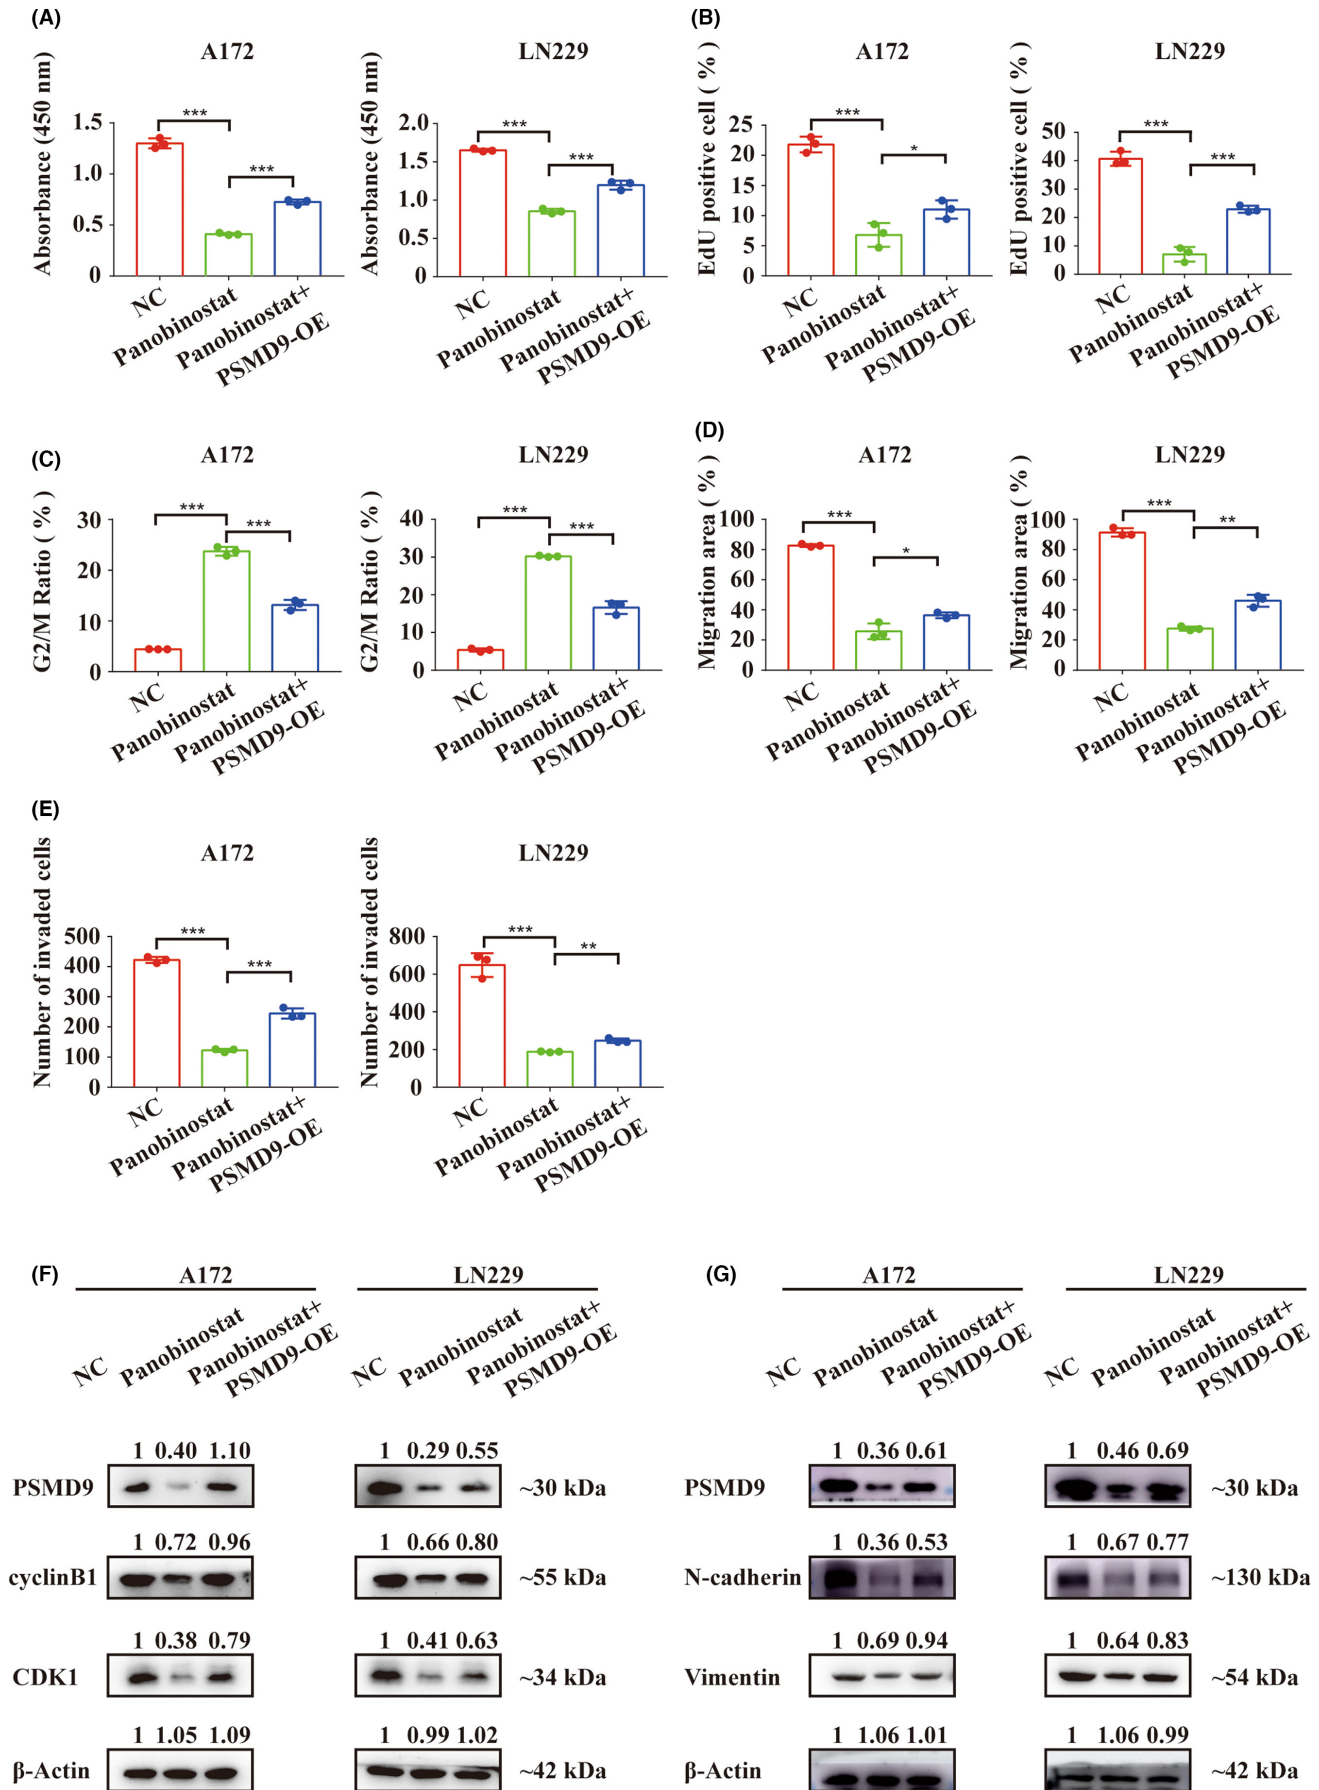 (A)
A172
Absorbance (450 nm)
1.5
1.0
0.5
0
***
***
NC
Panobinostat
Panobinostat+
PSMD9-OE
LN229
Absorbance (450 nm)
2.0
1.5
1.0
0.5
0
***
***
NC
Panobinostat
Panobinostat+
PSMD9-OE
(B)
A172
EdU positive cell ( % )
25
20
15
10
5
0
***
*
NC
Panobinostat
Panobinostat+
PSMD9-OE
LN229
EdU positive cell ( % )
50
40
30
20
10
0
***
***
NC
Panobinostat
Panobinostat+
PSMD9-OE
(C)
A172
G2/M Ratio ( % )
30
20
10
0
***
***
NC
Panobinostat
Panobinostat+
PSMD9-OE
LN229
G2/M Ratio ( % )
40
30
20
10
0
***
***
NC
Panobinostat
Panobinostat+
PSMD9-OE
(D)
A172
Migration area ( % )
100
80
60
40
20
0
***
*
NC
Panobinostat
Panobinostat+
PSMD9-OE
LN229
Migration area ( % )
100
80
60
40
20
0
***
**
NC
Panobinostat
Panobinostat+
PSMD9-OE
(E)
A172
Number of invaded cells
500
400
300
200
100
0
***
***
NC
Panobinostat
Panobinostat+
PSMD9-OE
LN229
Number of invaded cells
800
600
400
200
0
***
**
NC
Panobinostat
Panobinostat+
PSMD9-OE
(F)
A172
LN229
NC
Panobinostat
Panobinostat+
PSMD9-OE
NC
Panobinostat
Panobinostat+
PSMD9-OE
1 0.40 1.10
1 0.29 0.55
PSMD9
~30 kDa
1 0.72 0.96
1 0.66 0.80
cyclinB1
~55 kDa
1 0.38 0.79
1 0.41 0.63
CDK1
~34 kDa
1 1.05 1.09
1 0.99 1.02
β-Actin
~42 kDa
(G)
A172
LN229
NC
Panobinostat
Panobinostat+
PSMD9-OE
NC
Panobinostat
Panobinostat+
PSMD9-OE
1 0.36 0.61
1 0.46 0.69
PSMD9
~30 kDa
1 0.36 0.53
1 0.67 0.77
N-cadherin
~130 kDa
1 0.69 0.94
1 0.64 0.83
Vimentin
~54 kDa
1 1.06 1.01
1 1.06 0.99
β-Actin
~42 kDa